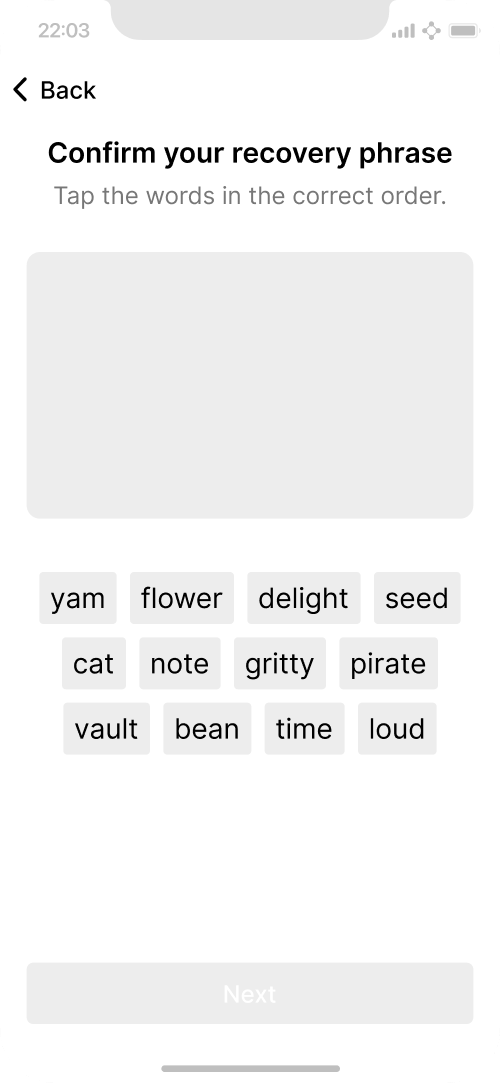 22:03
Back
Confirm your recovery phrase
Tap the words in the correct order.
yam flower delight seed
cat note gritty pirate
vault bean time loud
Next